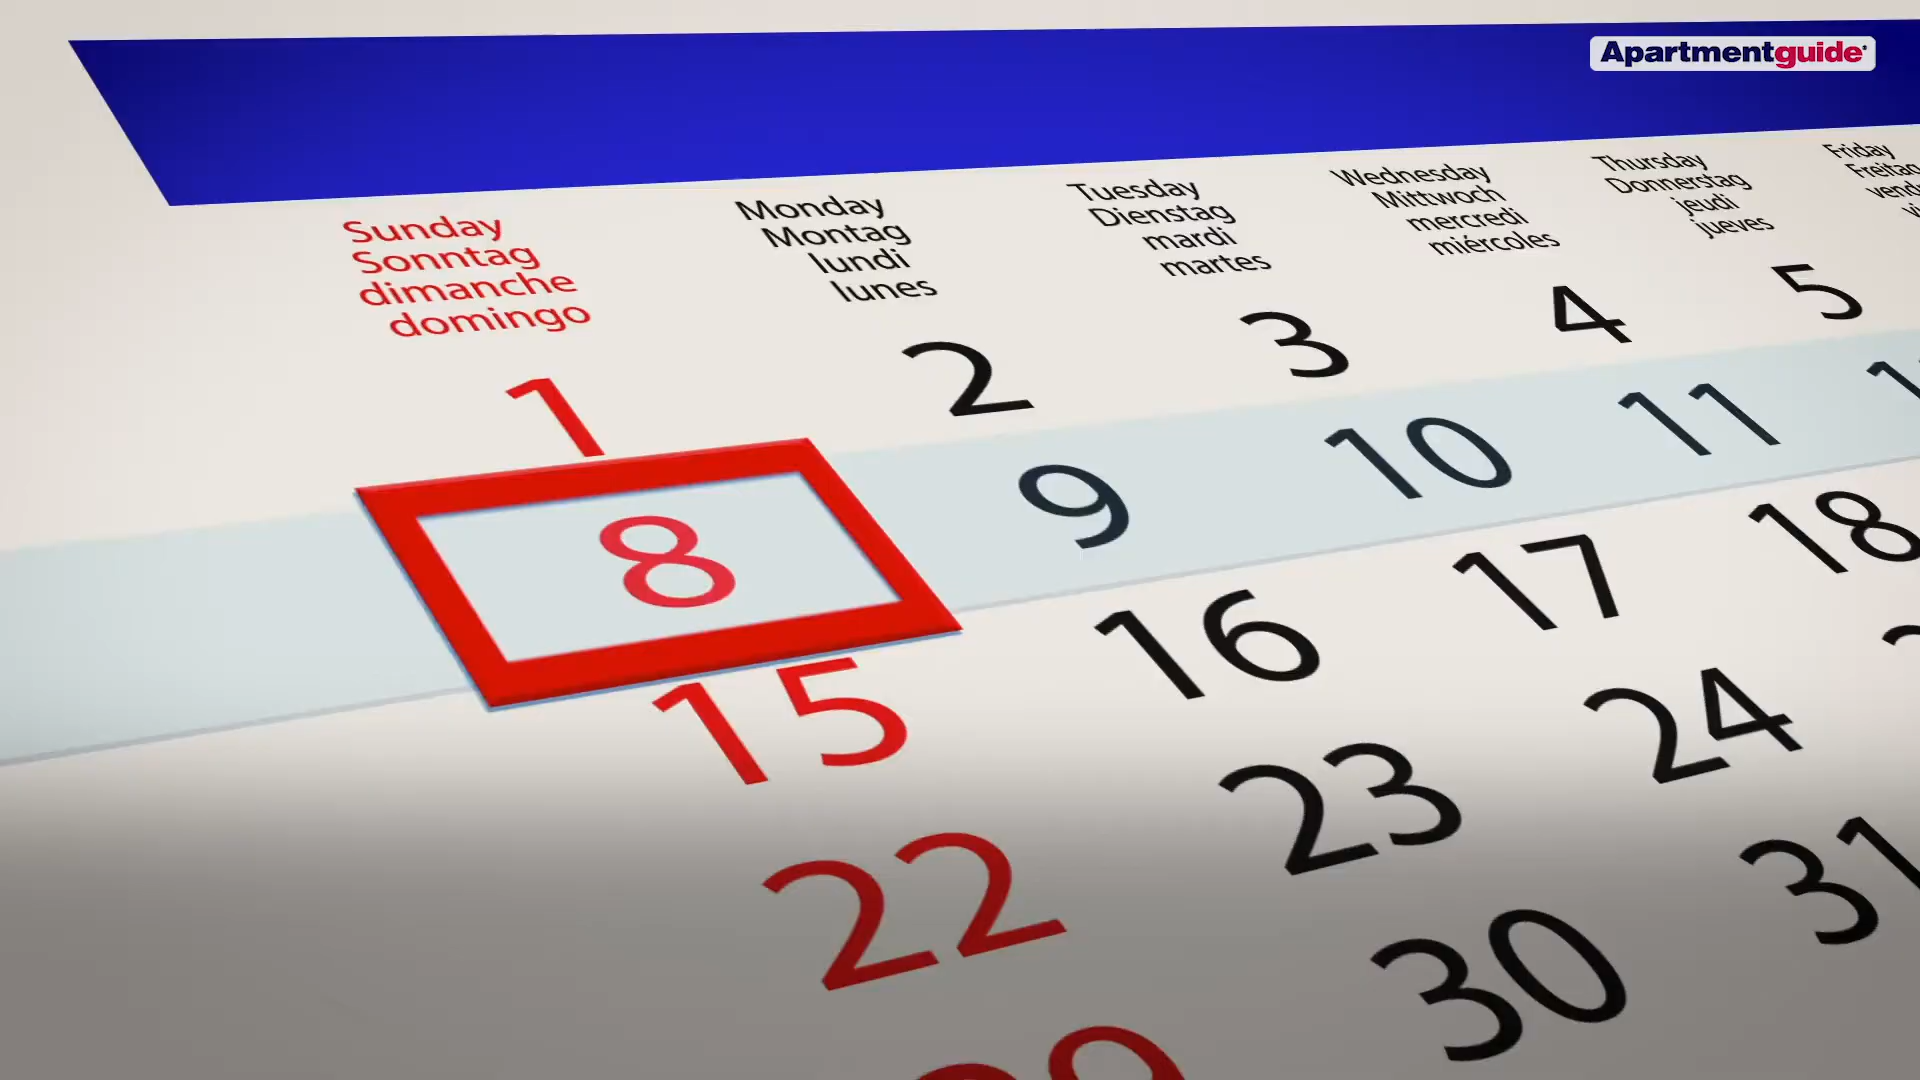 Apartmentguide
Sunday Monday Tuesday Wednesday Thursday Friday
Sonntag Montag Dienstag Mittwoch Donnerstag Freitag
dimanche lundi mardi mercredi jeudi
domingo lunes martes miércoles jueves
1 2 3 4 5
8 9 10 11
15 16 17 18
22 23 24
30 31